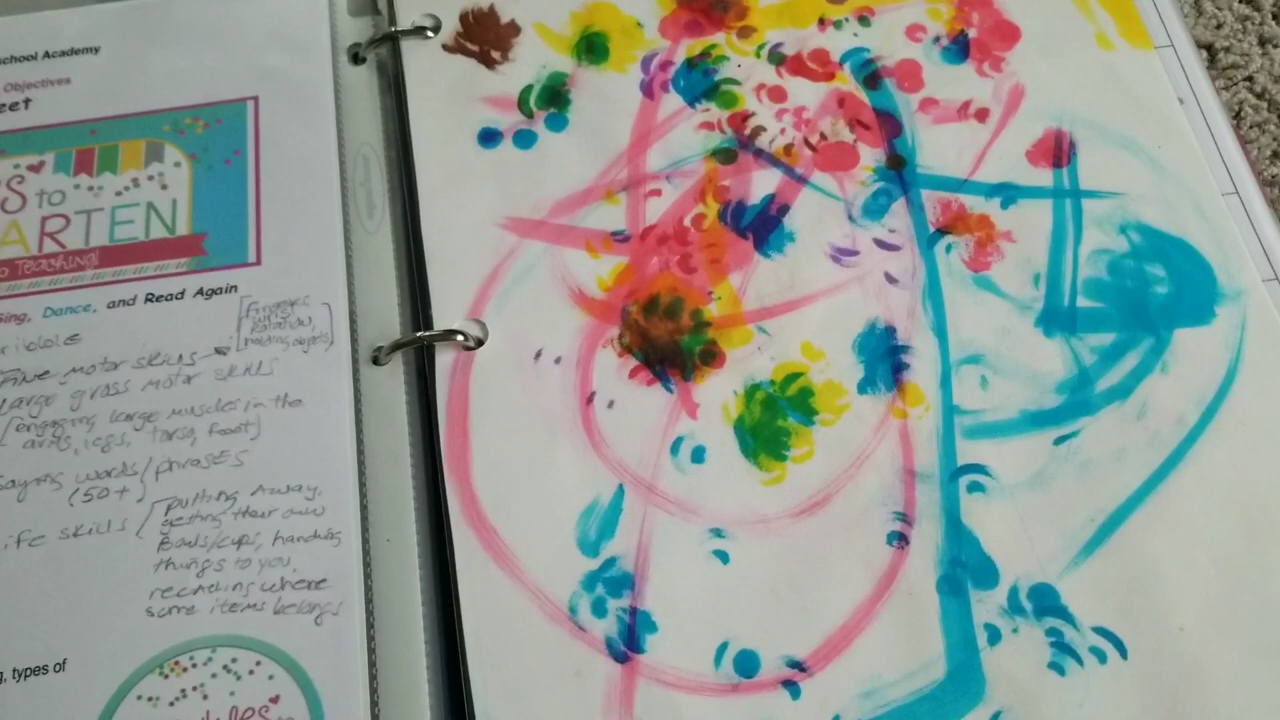 school Academy
Objectives
eet
S to
ARTEN
o Teaching!
Sing, Dance, and Read Again
ribble
Fine motor skills
[Fingers,
wrist
Rotation,
holding objects]
Large gross motor skills
[engaging large muscles in the
arms, legs, torso, feet]
Saying words/phrases
(50+)
ife skills [putting away,
getting their own
Bowls/cups, handing
things to you,
recalling where
some items belongs
g, types of